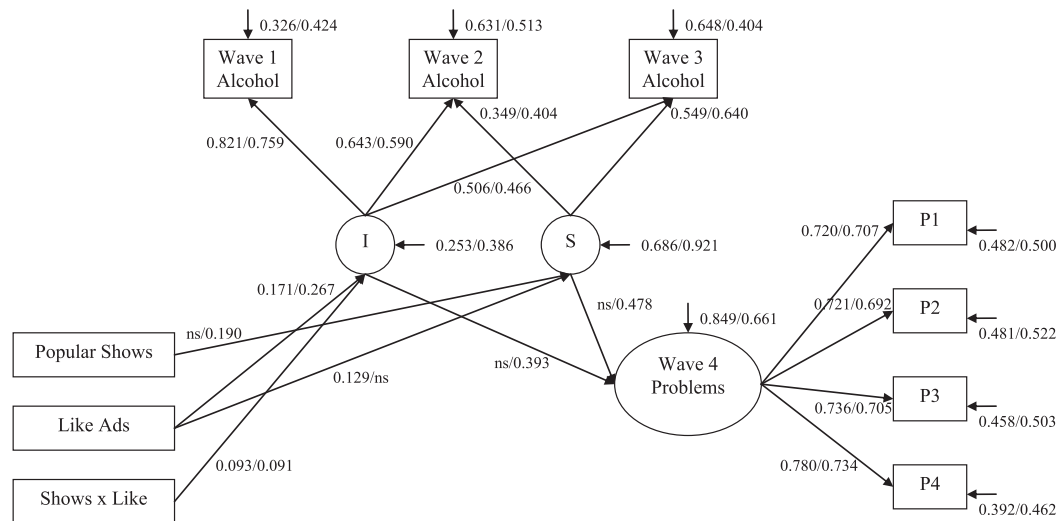 0.326/0.424
0.631/0.513
0.648/0.404
Wave 1
Alcohol
Wave 2
Alcohol
Wave 3
Alcohol
0.349/0.404
0.549/0.640
0.821/0.759
0.643/0.590
0.506/0.466
I
0.253/0.386
S
0.686/0.921
P1
0.720/0.707
0.482/0.500
0.171/0.267
ns/0.190
ns/0.478
0.849/0.661
0.721/0.692
P2
0.481/0.522
Popular Shows
ns/0.393
Wave 4
Problems
0.129/ns
Like Ads
P3
0.736/0.705
0.458/0.503
0.093/0.091
0.780/0.734
Shows x Like
P4
0.392/0.462